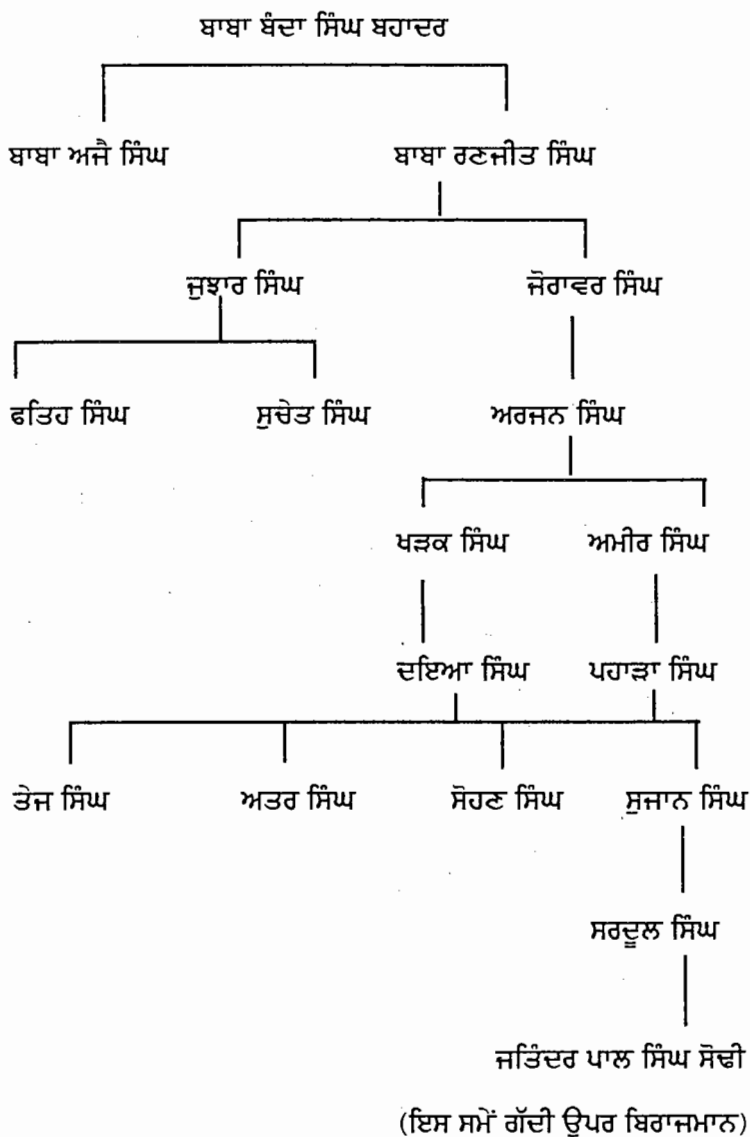 ਬਾਬਾ ਬੰਦਾ ਸਿੰਘ ਬਹਾਦਰ
ਬਾਬਾ ਅਜੈ ਸਿੰਘ ਬਾਬਾ ਰਣਜੀਤ ਸਿੰਘ
ਜੁਝਾਰ ਸਿੰਘ ਜੋਰਾਵਰ ਸਿੰਘ
ਫਤਿਹ ਸਿੰਘ ਸੁਚੇਤ ਸਿੰਘ ਅਰਜਨ ਸਿੰਘ
ਖੜਕ ਸਿੰਘ ਅਮੀਰ ਸਿੰਘ
ਦਇਆ ਸਿੰਘ ਪਹਾੜਾ ਸਿੰਘ
ਤੇਜ ਸਿੰਘ ਅਤਰ ਸਿੰਘ ਸੋਹਣ ਸਿੰਘ ਸੁਜਾਨ ਸਿੰਘ
ਸਰਦੂਲ ਸਿੰਘ
ਜਤਿੰਦਰ ਪਾਲ ਸਿੰਘ ਸੋਢੀ
(ਇਸ ਸਮੇਂ ਗੱਦੀ ਉਪਰ ਬਿਰਾਜਮਾਨ)